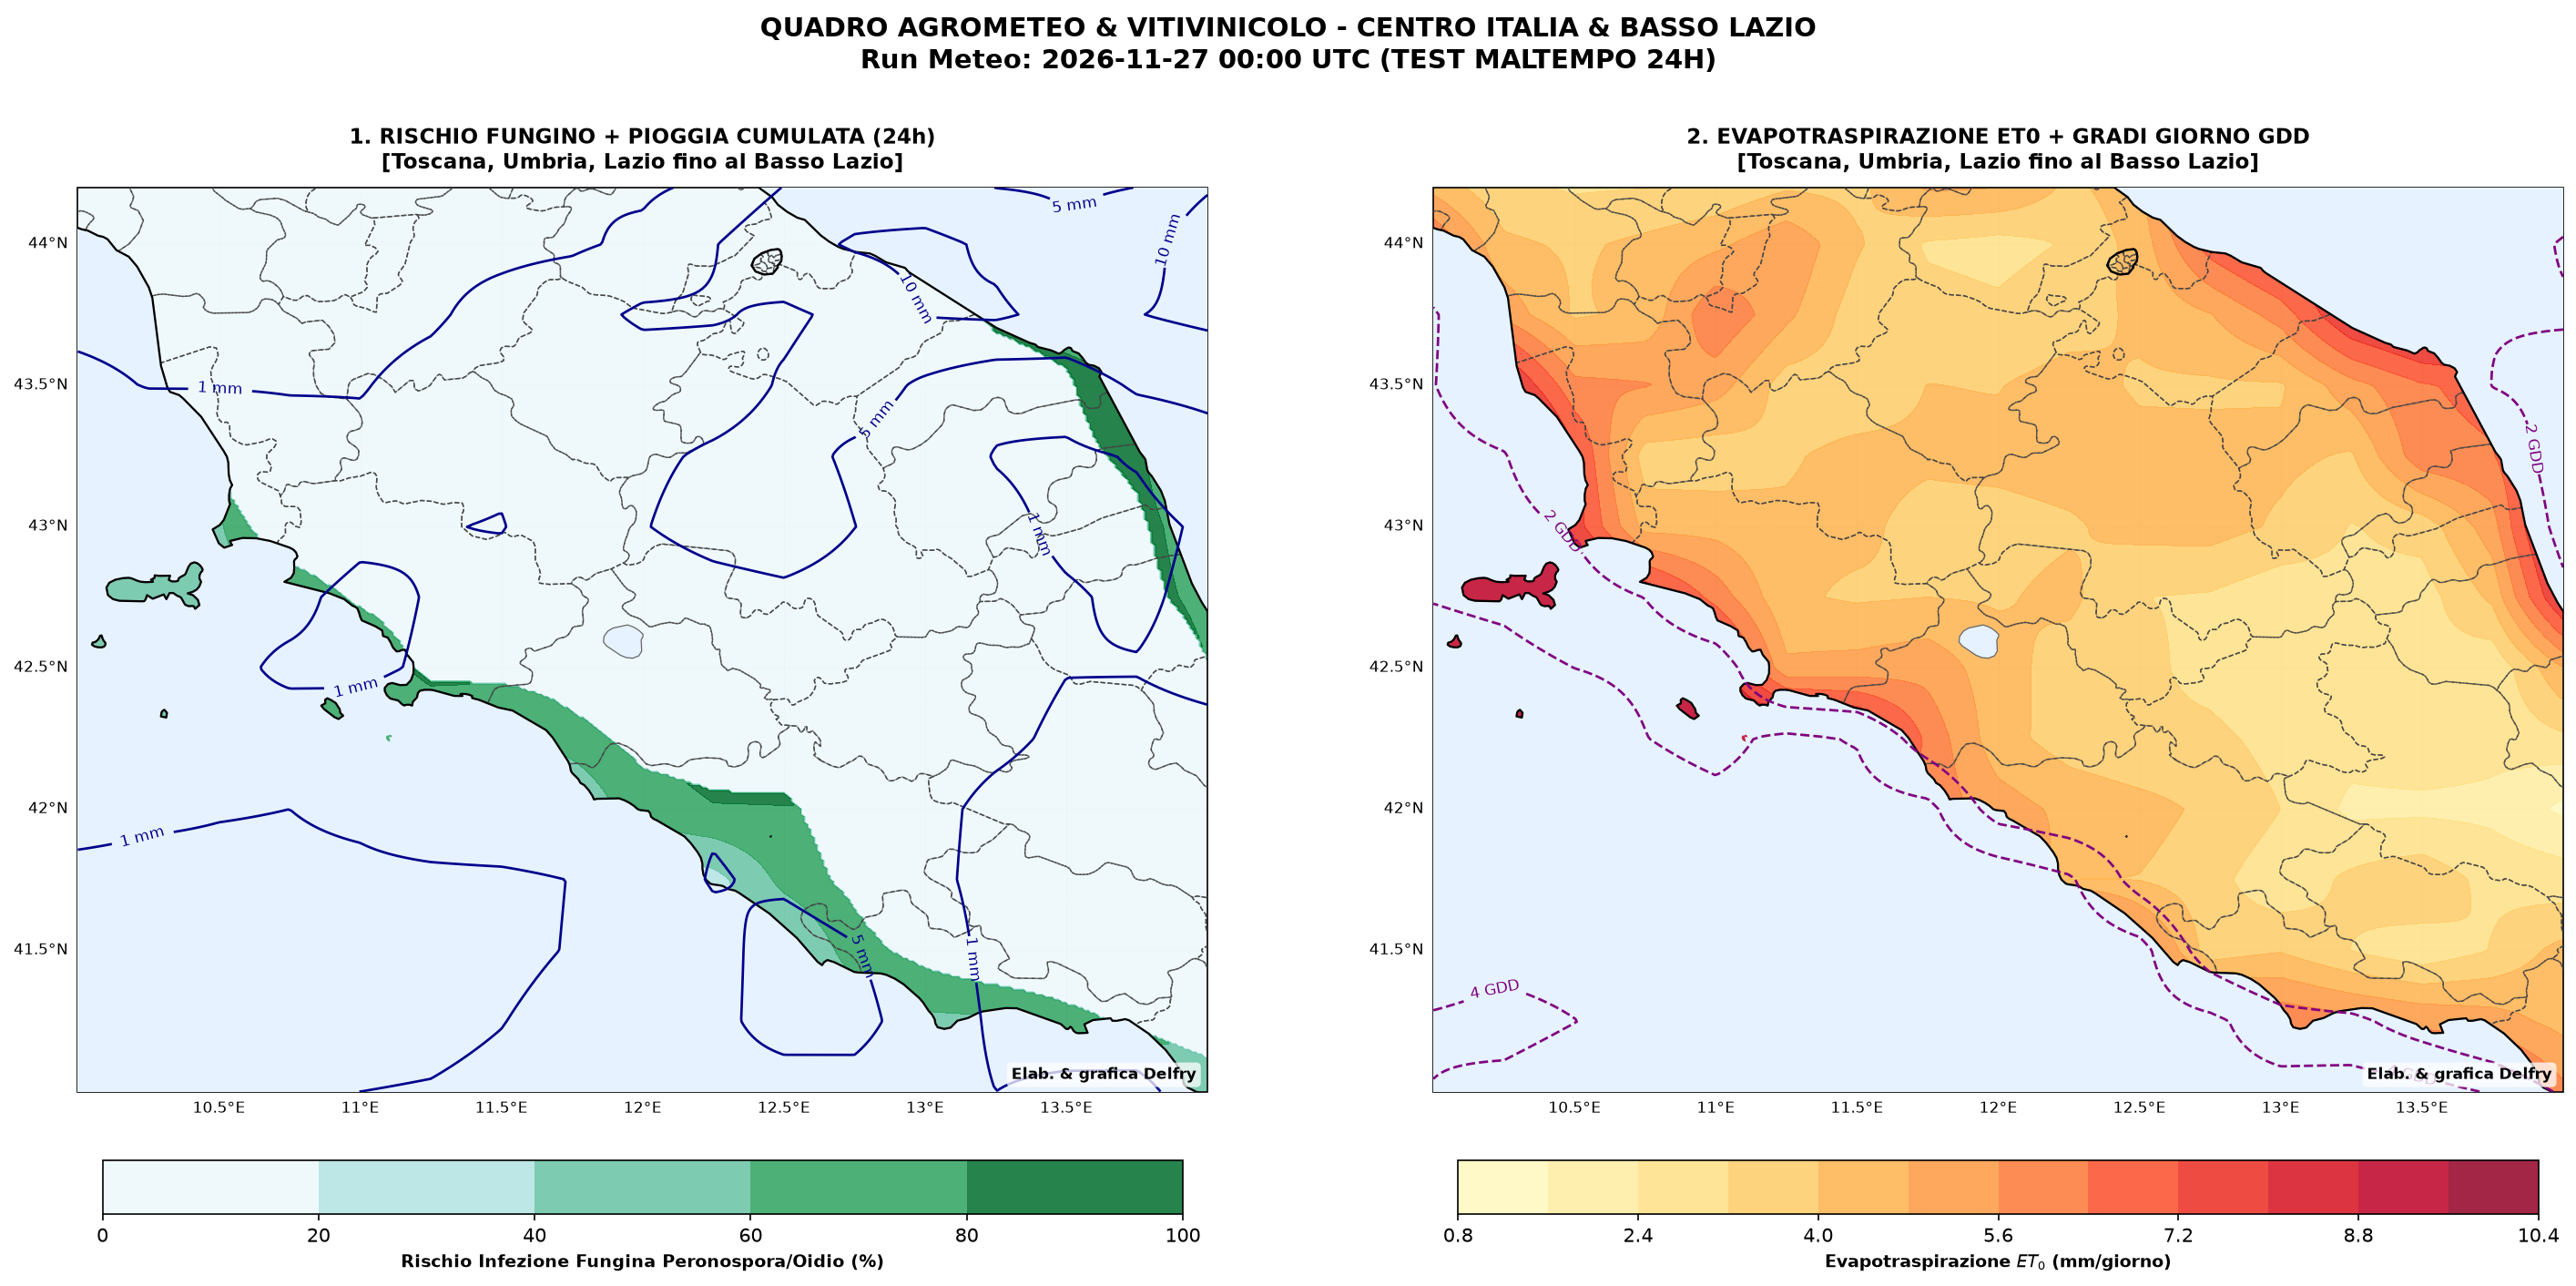 QUADRO AGROMETEO & VITIVINICOLO - CENTRO ITALIA & BASSO LAZIO
Run Meteo: 2026-11-27 00:00 UTC (TEST MALTEMPO 24H)
1. RISCHIO FUNGINO + PIOGGIA CUMULATA (24h)
[Toscana, Umbria, Lazio fino al Basso Lazio]
5 mm
10 mm
44°N
10 mm
43.5°N
1 mm
5 mm
43°N
1 mm
42.5°N
1 mm
42°N
1 mm
41.5°N
5 mm
1 mm
Elab. & grafica Delfry
10.5°E
11°E
11.5°E
12°E
12.5°E
13°E
13.5°E
0
20
40
60
80
100
Rischio Infezione Fungina Peronospora/Oidio (%)
2. EVAPOTRASPIRAZIONE ET0 + GRADI GIORNO GDD
[Toscana, Umbria, Lazio fino al Basso Lazio]
44°N
43.5°N
2 GDD
43°N
2 GDD
42.5°N
42°N
41.5°N
4 GDD
Elab. & grafica Delfry
10.5°E
11°E
11.5°E
12°E
12.5°E
13°E
13.5°E
0.8
2.4
4.0
5.6
7.2
8.8
10.4
Evapotraspirazione ET₀ (mm/giorno)